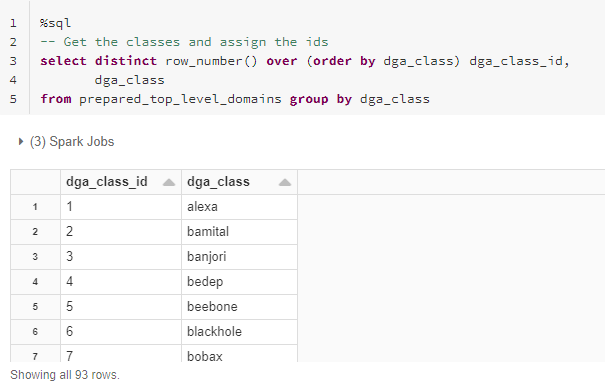 1 %sql
2 -- Get the classes and assign the ids
3 select distinct row_number() over (order by dga_class) dga_class_id,
4 dga_class
5 from prepared_top_level_domains group by dga_class
(3) Spark Jobs
dga_class_id dga_class
1 1 alexa
2 2 bamital
3 3 banjori
4 4 bedep
5 5 beebone
6 6 blackhole
7 7 bobax
Showing all 93 rows.